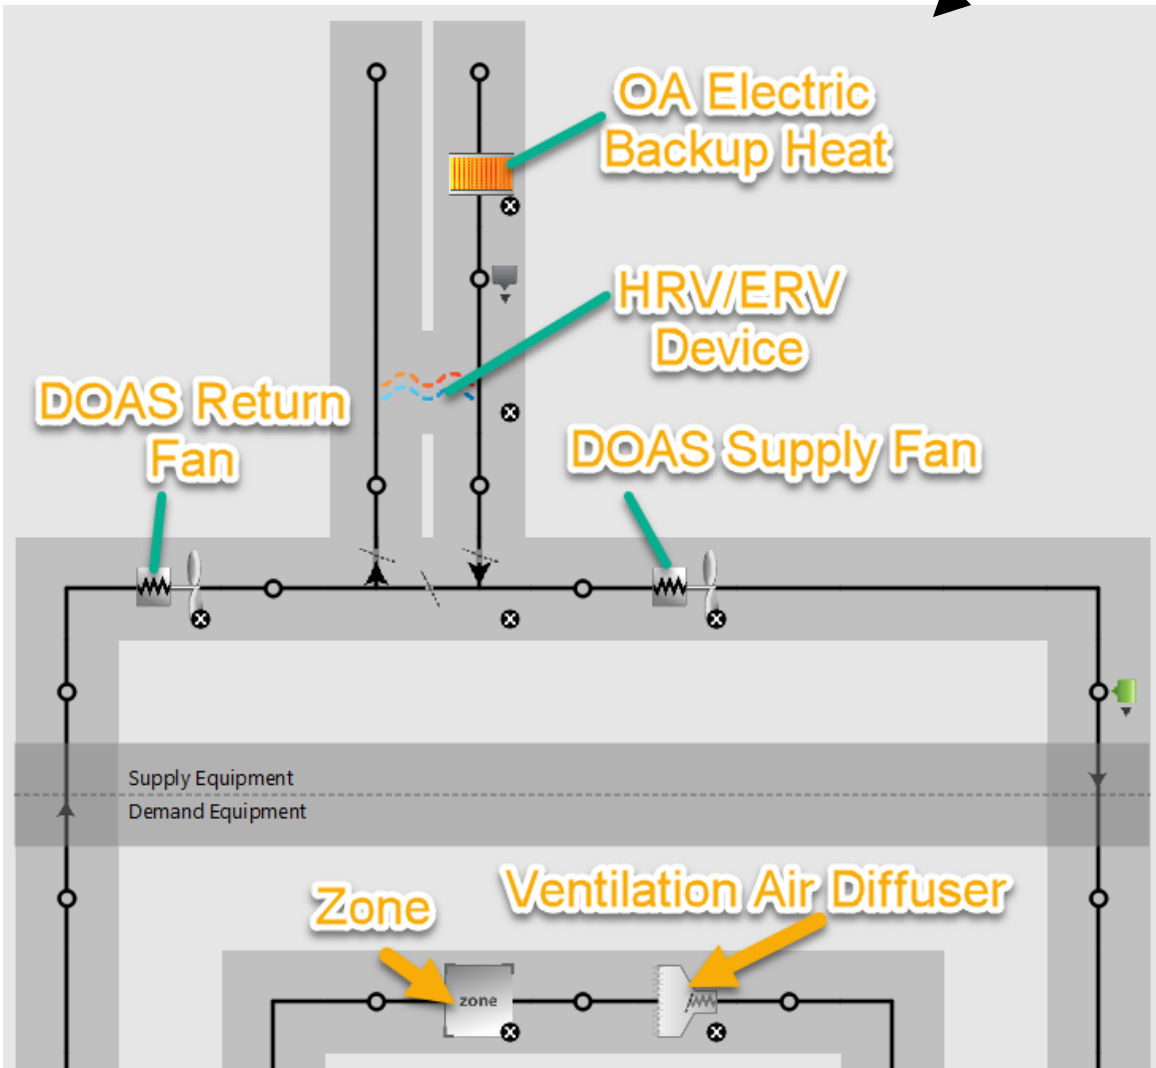 OA Electric
Backup Heat
HRV/ERV
Device
DOAS Return
Fan
DOAS Supply Fan
Supply Equipment
Demand Equipment
Zone
Ventilation Air Diffuser
zone